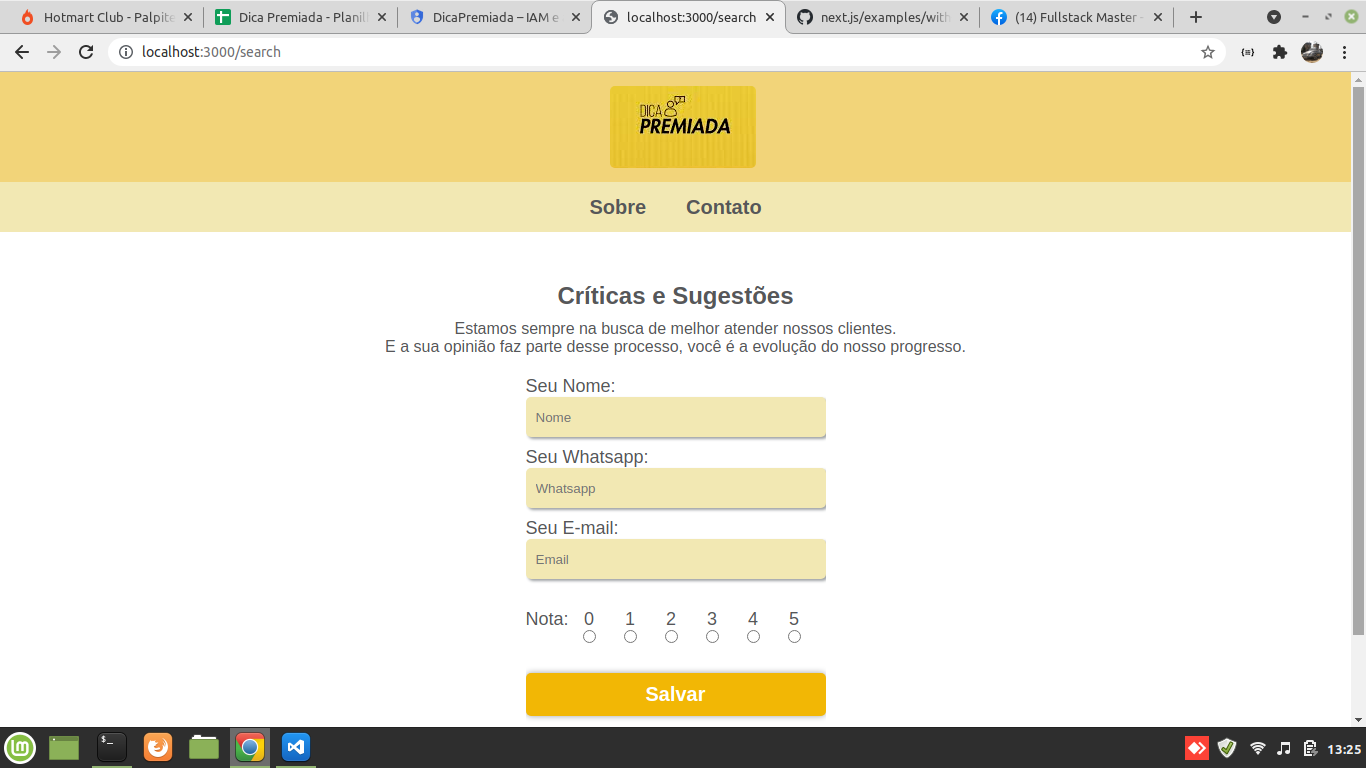 Hotmart Club - Palpite
Dica Premiada - Planil
DicaPremiada – IAM e
localhost:3000/search
next.js/examples/with
(14) Fullstack Master -
localhost:3000/search
DICA
PREMIADA
Sobre Contato
Críticas e Sugestões
Estamos sempre na busca de melhor atender nossos clientes.
E a sua opinião faz parte desse processo, você é a evolução do nosso progresso.
Seu Nome:
Nome
Seu Whatsapp:
Whatsapp
Seu E-mail:
Email
Nota: 0 1 2 3 4 5
Salvar
13:25